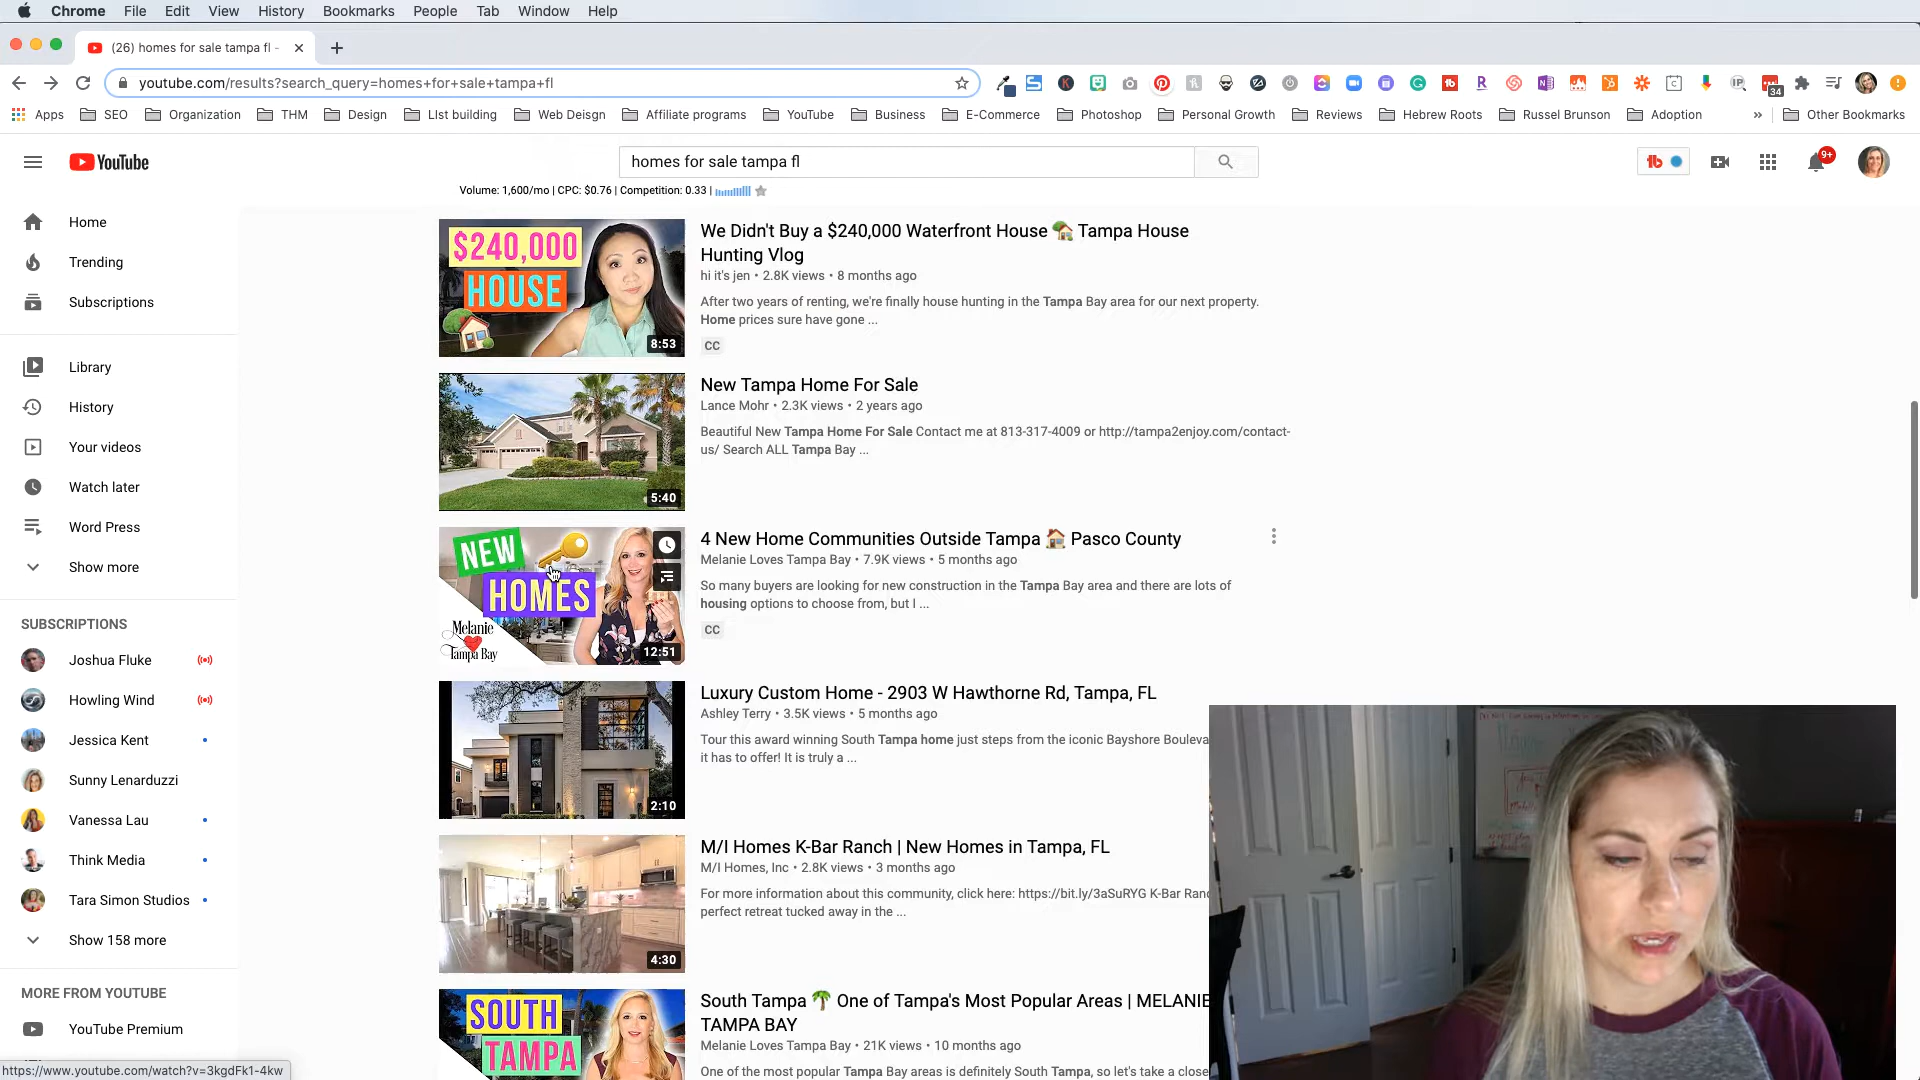 Chrome File Edit View History Bookmarks People Tab Window Help
(26) homes for sale tampa fl -
youtube.com/results?search_query=homes+for+sale+tampa+fl
34
Apps SEO Organization THM Design LIst building Web Deisgn Affiliate programs YouTube Business E-Commerce Photoshop Personal Growth Reviews Hebrew Roots Russel Brunson Adoption » Other Bookmarks
YouTube
homes for sale tampa fl
9+
Volume: 1,600/mo | CPC: $0.76 | Competition: 0.33 |
Home
Trending
Subscriptions
Library
History
Your videos
Watch later
Show more
Word Press
SUBSCRIPTIONS
Joshua Fluke
Howling Wind
Jessica Kent
Sunny Lenarduzzi
Vanessa Lau
Think Media
Tara Simon Studios
Show 158 more
MORE FROM YOUTUBE
YouTube Premium
https://www.youtube.com/watch?v=3kgdFk1-4kw
$240,000
HOUSE
8:53
We Didn't Buy a $240,000 Waterfront House 🏡 Tampa House
Hunting Vlog
hi it's jen • 2.8K views • 8 months ago
After two years of renting, we're finally house hunting in the Tampa Bay area for our next property.
Home prices sure have gone ...
CC
5:40
New Tampa Home For Sale
Lance Mohr • 2.3K views • 2 years ago
Beautiful New Tampa Home For Sale Contact me at 813-317-4009 or http://tampa2enjoy.com/contact-
us/ Search ALL Tampa Bay ...
NEW
HOMES
Melanie
Tampa Bay
12:51
4 New Home Communities Outside Tampa 🏠 Pasco County
Melanie Loves Tampa Bay • 7.9K views • 5 months ago
So many buyers are looking for new construction in the Tampa Bay area and there are lots of
housing options to choose from, but I ...
CC
2:10
Luxury Custom Home - 2903 W Hawthorne Rd, Tampa, FL
Ashley Terry • 3.5K views • 5 months ago
Tour this award winning South Tampa home just steps from the iconic Bayshore Bouleva
it has to offer! It is truly a ...
4:30
M/I Homes K-Bar Ranch | New Homes in Tampa, FL
M/I Homes, Inc • 2.8K views • 3 months ago
For more information about this community, click here: https://bit.ly/3aSuRYG K-Bar Ranc
perfect retreat tucked away in the ...
SOUTH
TAMPA
South Tampa 🌴 One of Tampa's Most Popular Areas | MELANIE
TAMPA BAY
Melanie Loves Tampa Bay • 21K views • 10 months ago
One of the most popular Tampa Bay areas is definitely South Tampa, so let's take a close